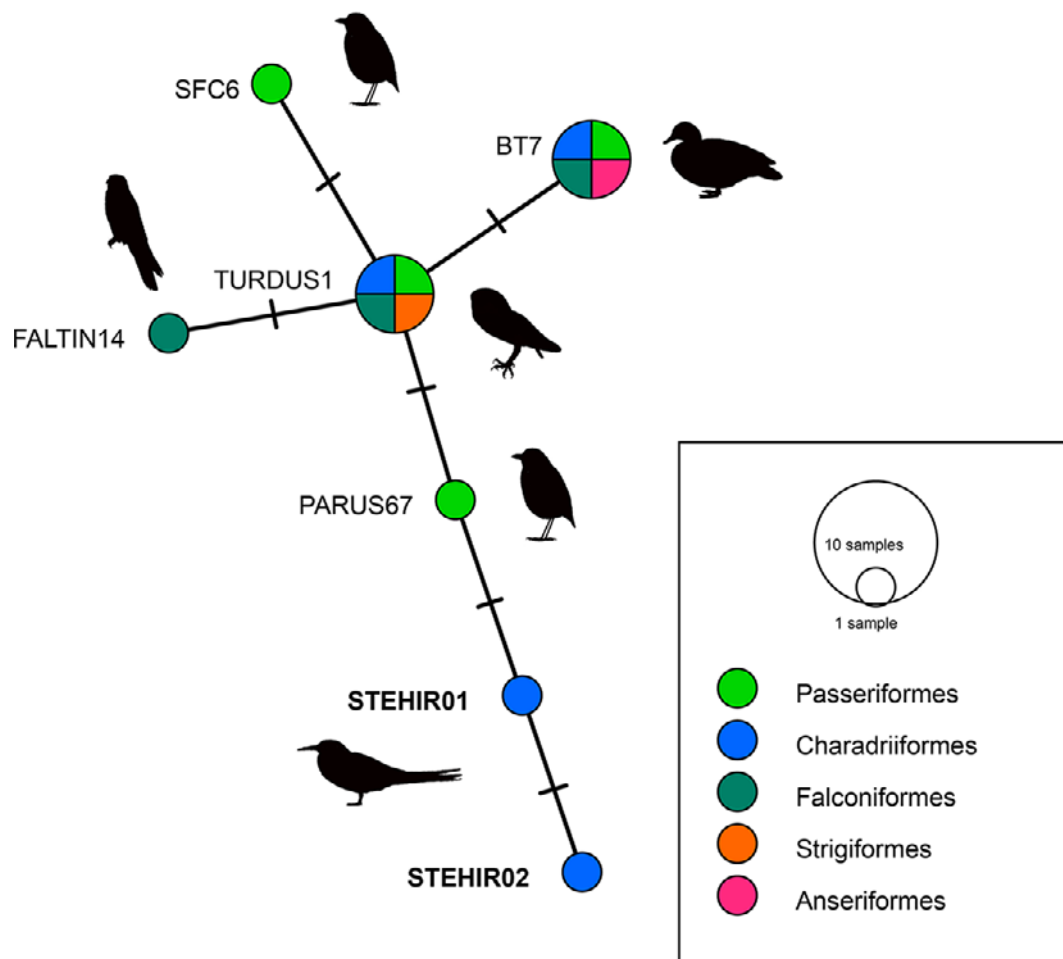 SFC6
BT7
TURDUS1
FALTIN14
PARUS67
STEHIR01
STEHIR02
10 samples
1 sample
Passeriformes
Charadriiformes
Falconiformes
Strigiformes
Anseriformes